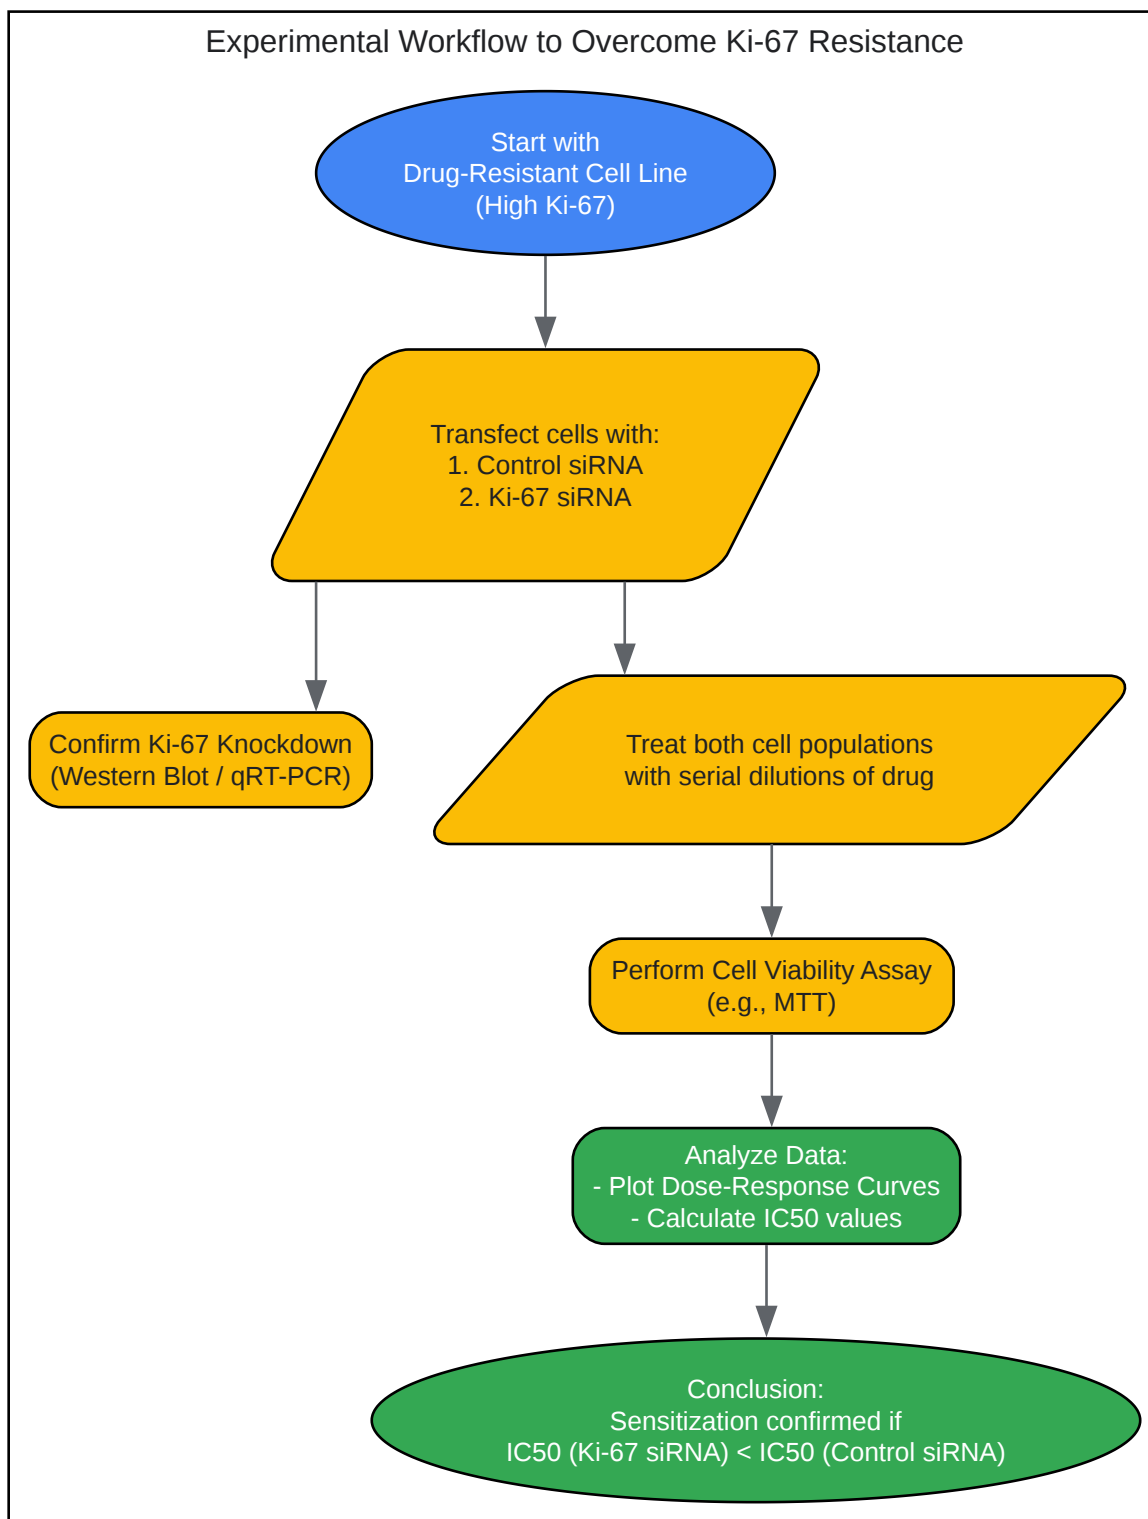 Experimental Workflow to Overcome Ki-67 Resistance
Start with
Drug-Resistant Cell Line
(High Ki-67)
Transfect cells with:
1. Control siRNA
2. Ki-67 siRNA
Confirm Ki-67 Knockdown
(Western Blot / qRT-PCR)
Treat both cell populations
with serial dilutions of drug
Perform Cell Viability Assay
(e.g., MTT)
Analyze Data:
- Plot Dose-Response Curves
- Calculate IC50 values
Conclusion:
Sensitization confirmed if
IC50 (Ki-67 siRNA) < IC50 (Control siRNA)